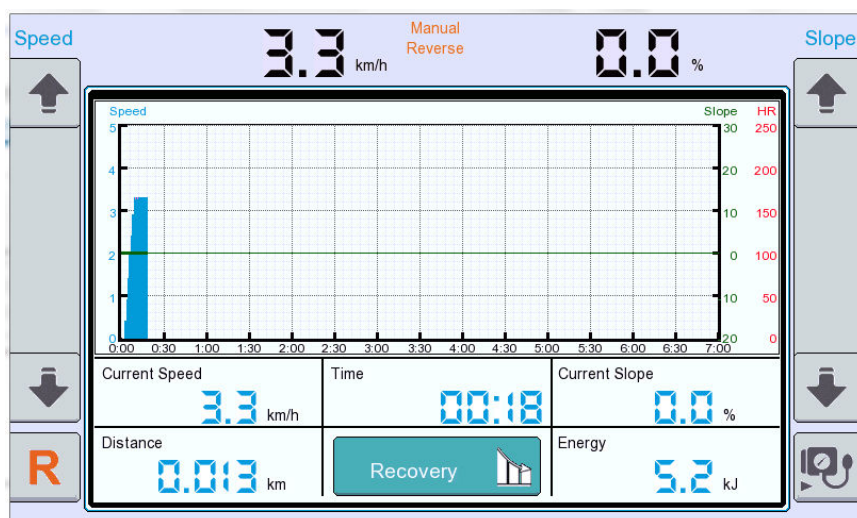 Speed
3.3 km/h
Manual
Reverse
0.0 %
Slope
Speed
Slope HR
5 30 250
4 20 200
3 10 150
2 0 100
1 10 50
0 20 0
0:00 0:30 1:00 1:30 2:00 2:30 3:00 3:30 4:00 4:30 5:00 5:30 6:00 6:30 7:00
Current Speed
3.3 km/h
Time
00:18
Current Slope
0.0 %
R
Distance
0.013 km
Recovery
Energy
5.2 kJ